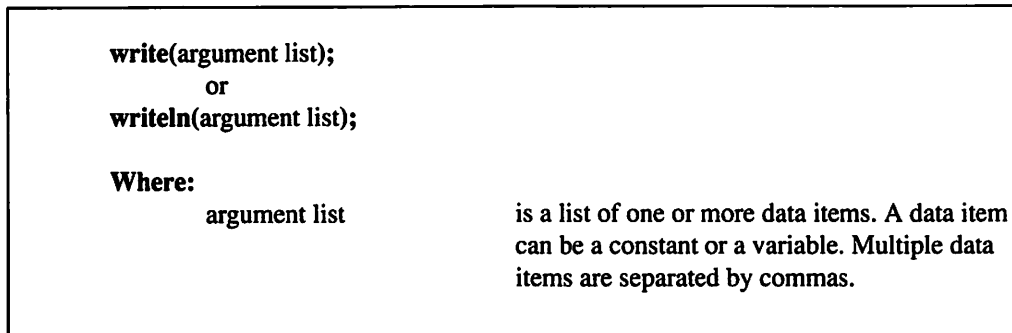 write(argument list);
or
writeln(argument list);
Where:
argument list is a list of one or more data items. A data item
can be a constant or a variable. Multiple data
items are separated by commas.